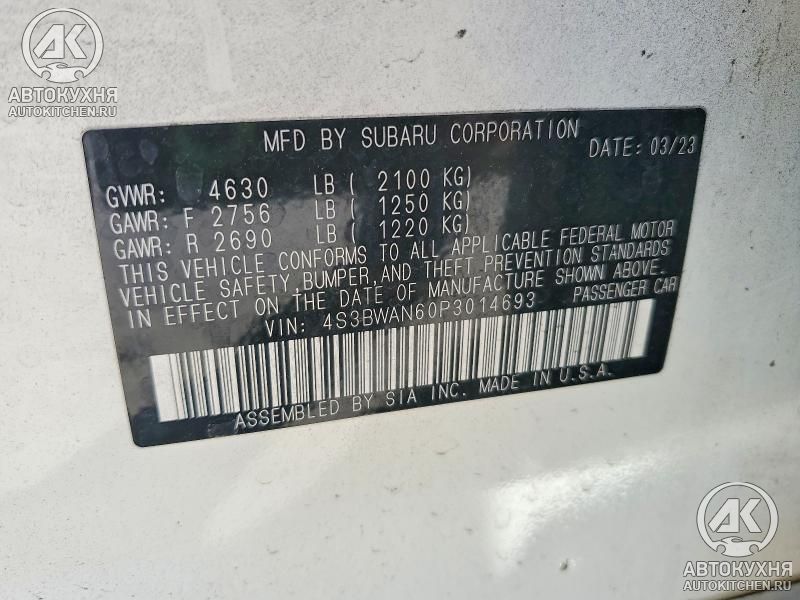 AK
АВТОКУХНЯ
AUTOKITCHEN.RU
MFD BY SUBARU CORPORATION
DATE: 03/23
GVWR: 4630 LB ( 2100 KG)
GAWR: F 2756 LB ( 1250 KG)
GAWR: R 2690 LB ( 1220 KG)
THIS VEHICLE CONFORMS TO ALL APPLICABLE FEDERAL MOTOR
VEHICLE SAFETY,BUMPER,AND THEFT PREVENTION STANDARDS
IN EFFECT ON THE DATE OF MANUFACTURE SHOWN ABOVE.
VIN: 4S3BWAN60P3014693 PASSENGER CAR
ASSEMBLED BY SIA INC. MADE IN U.S.A.
AK
АВТОКУХНЯ
AUTOKITCHEN.RU